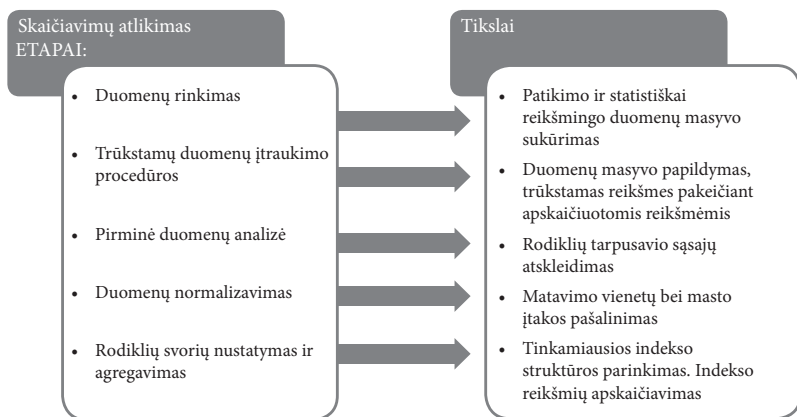 Skaičiavimų atlikimas
ETAPAI:
• Duomenų rinkimas
• Trūkstamų duomenų įtraukimo
procedūros
• Pirminė duomenų analizė
• Duomenų normalizavimas
• Rodiklių svorių nustatymas ir
agregavimas
Tikslai
• Patikimo ir statistiškai
reikšmingo duomenų masyvo
sukūrimas
• Duomenų masyvo papildymas,
trūkstamas reikšmes pakeičiant
apskaičiuotomis reikšmėmis
• Rodiklių tarpusavio sąsajų
atskleidimas
• Matavimo vienetų bei masto
įtakos pašalinimas
• Tinkamiausios indekso
struktūros parinkimas. Indekso
reikšmių apskaičiavimas